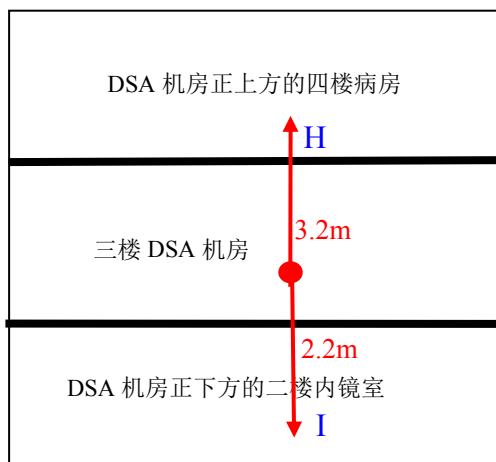 DSA 机房正上方的四楼病房
H
3.2m
三楼 DSA 机房
2.2m
DSA 机房正下方的二楼内镜室
I